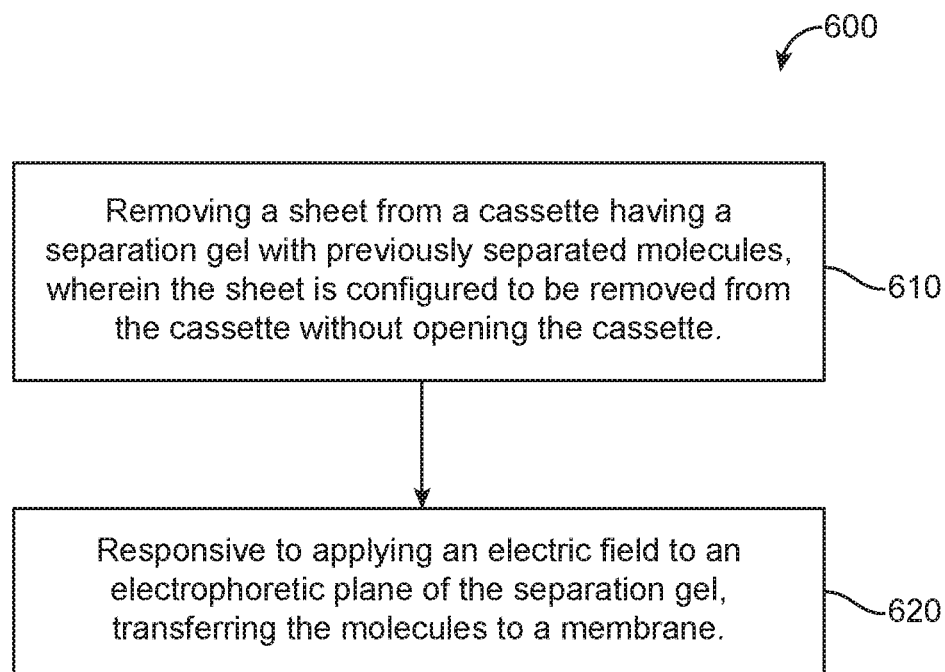 600
Removing a sheet from a cassette having a
separation gel with previously separated molecules,
wherein the sheet is configured to be removed from
the cassette without opening the cassette.
610
Responsive to applying an electric field to an
electrophoretic plane of the separation gel,
transferring the molecules to a membrane.
620